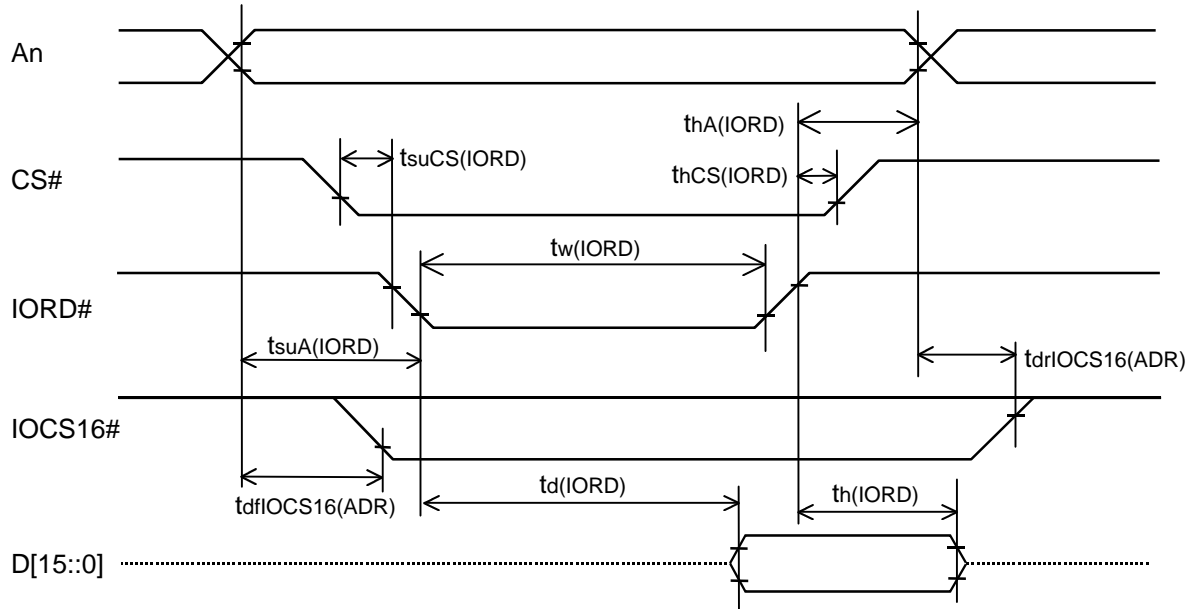 An
thA(IORD)
tsuCS(IORD)
thCS(IORD)
CS#
tw(IORD)
IORD#
tsuA(IORD)
tdrIOCS16(ADR)
IOCS16#
td(IORD)
th(IORD)
tdfIOCS16(ADR)
D[15::0]